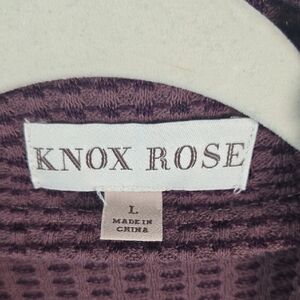 KNOX ROSE
L
MADE IN
CHINA